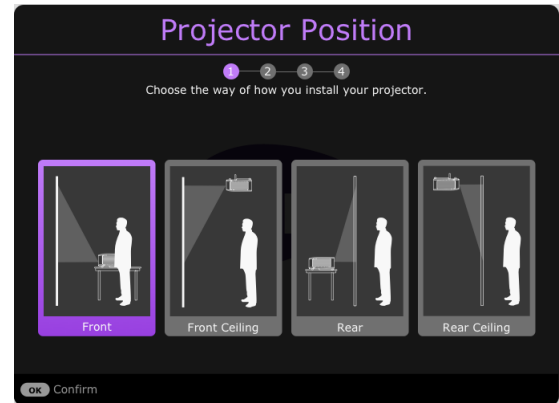 Projector Position
1 2 3 4
Choose the way of how you install your projector.
Front
Front Ceiling
Rear
Rear Ceiling
OK Confirm